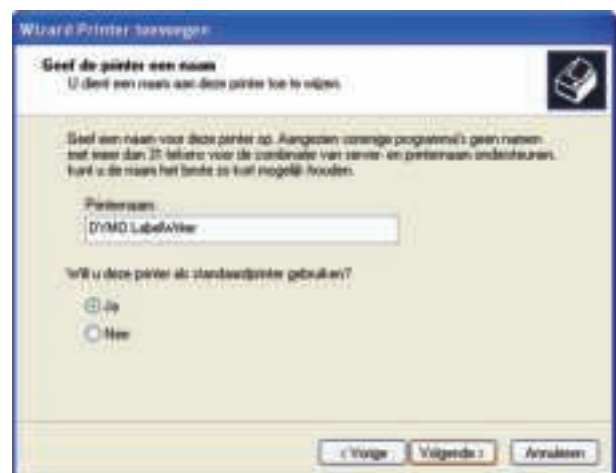 Wizard Printer toevoegen
Geef de printer een naam
U dient een naam aan deze printer toe te wijzen.
Geef een naam voor deze printer op. Aangezien sommige programma's geen namen
met meer dan 31 tekens voor de combinatie van server- en printernaam ondersteunen,
kunt u de naam het beste zo kort mogelijk houden.
Printernaam:
DYMO LabelWriter
Wilt u deze printer als standaardprinter gebruiken?
Ja
Nee
< Vorige
Volgende >
Annuleren